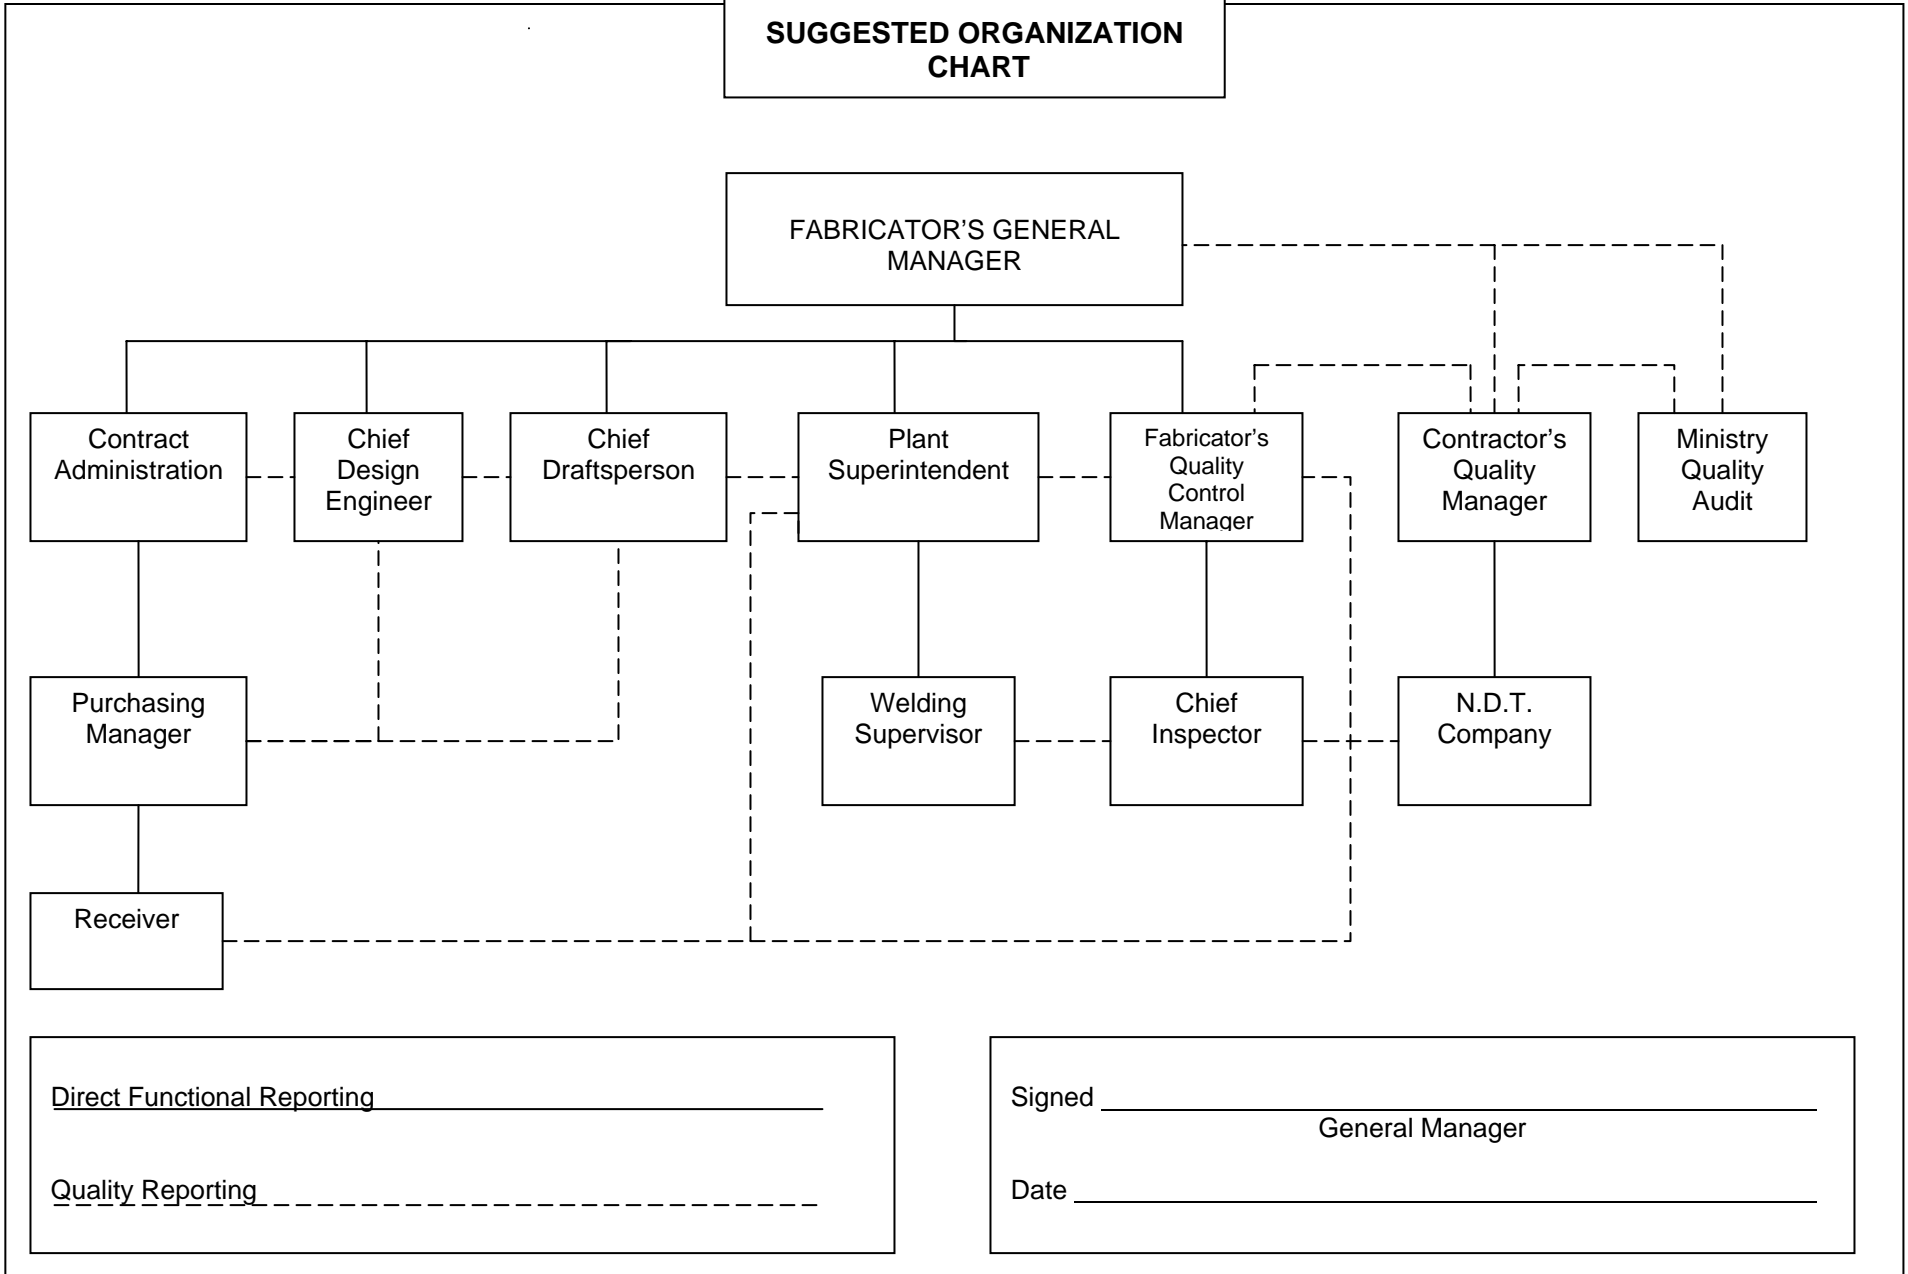 SUGGESTED ORGANIZATION
CHART
FABRICATOR’S GENERAL
MANAGER
Contract
Administration
Chief
Design
Engineer
Chief
Draftsperson
Plant
Superintendent
Fabricator’s
Quality
Control
Manager
Contractor’s
Quality
Manager
Ministry
Quality
Audit
Purchasing
Manager
Welding
Supervisor
Chief
Inspector
N.D.T.
Company
Receiver
Direct Functional Reporting
Quality Reporting
Signed
General Manager
Date